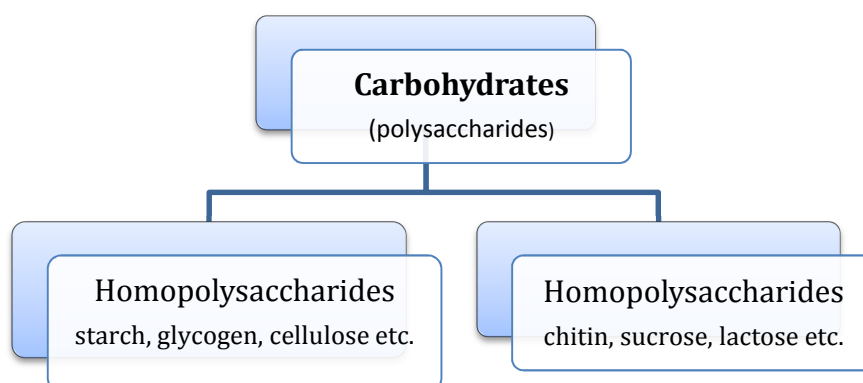 Carbohydrates
(polysaccharides)
Homopolysaccharides
starch, glycogen, cellulose etc.
Homopolysaccharides
chitin, sucrose, lactose etc.